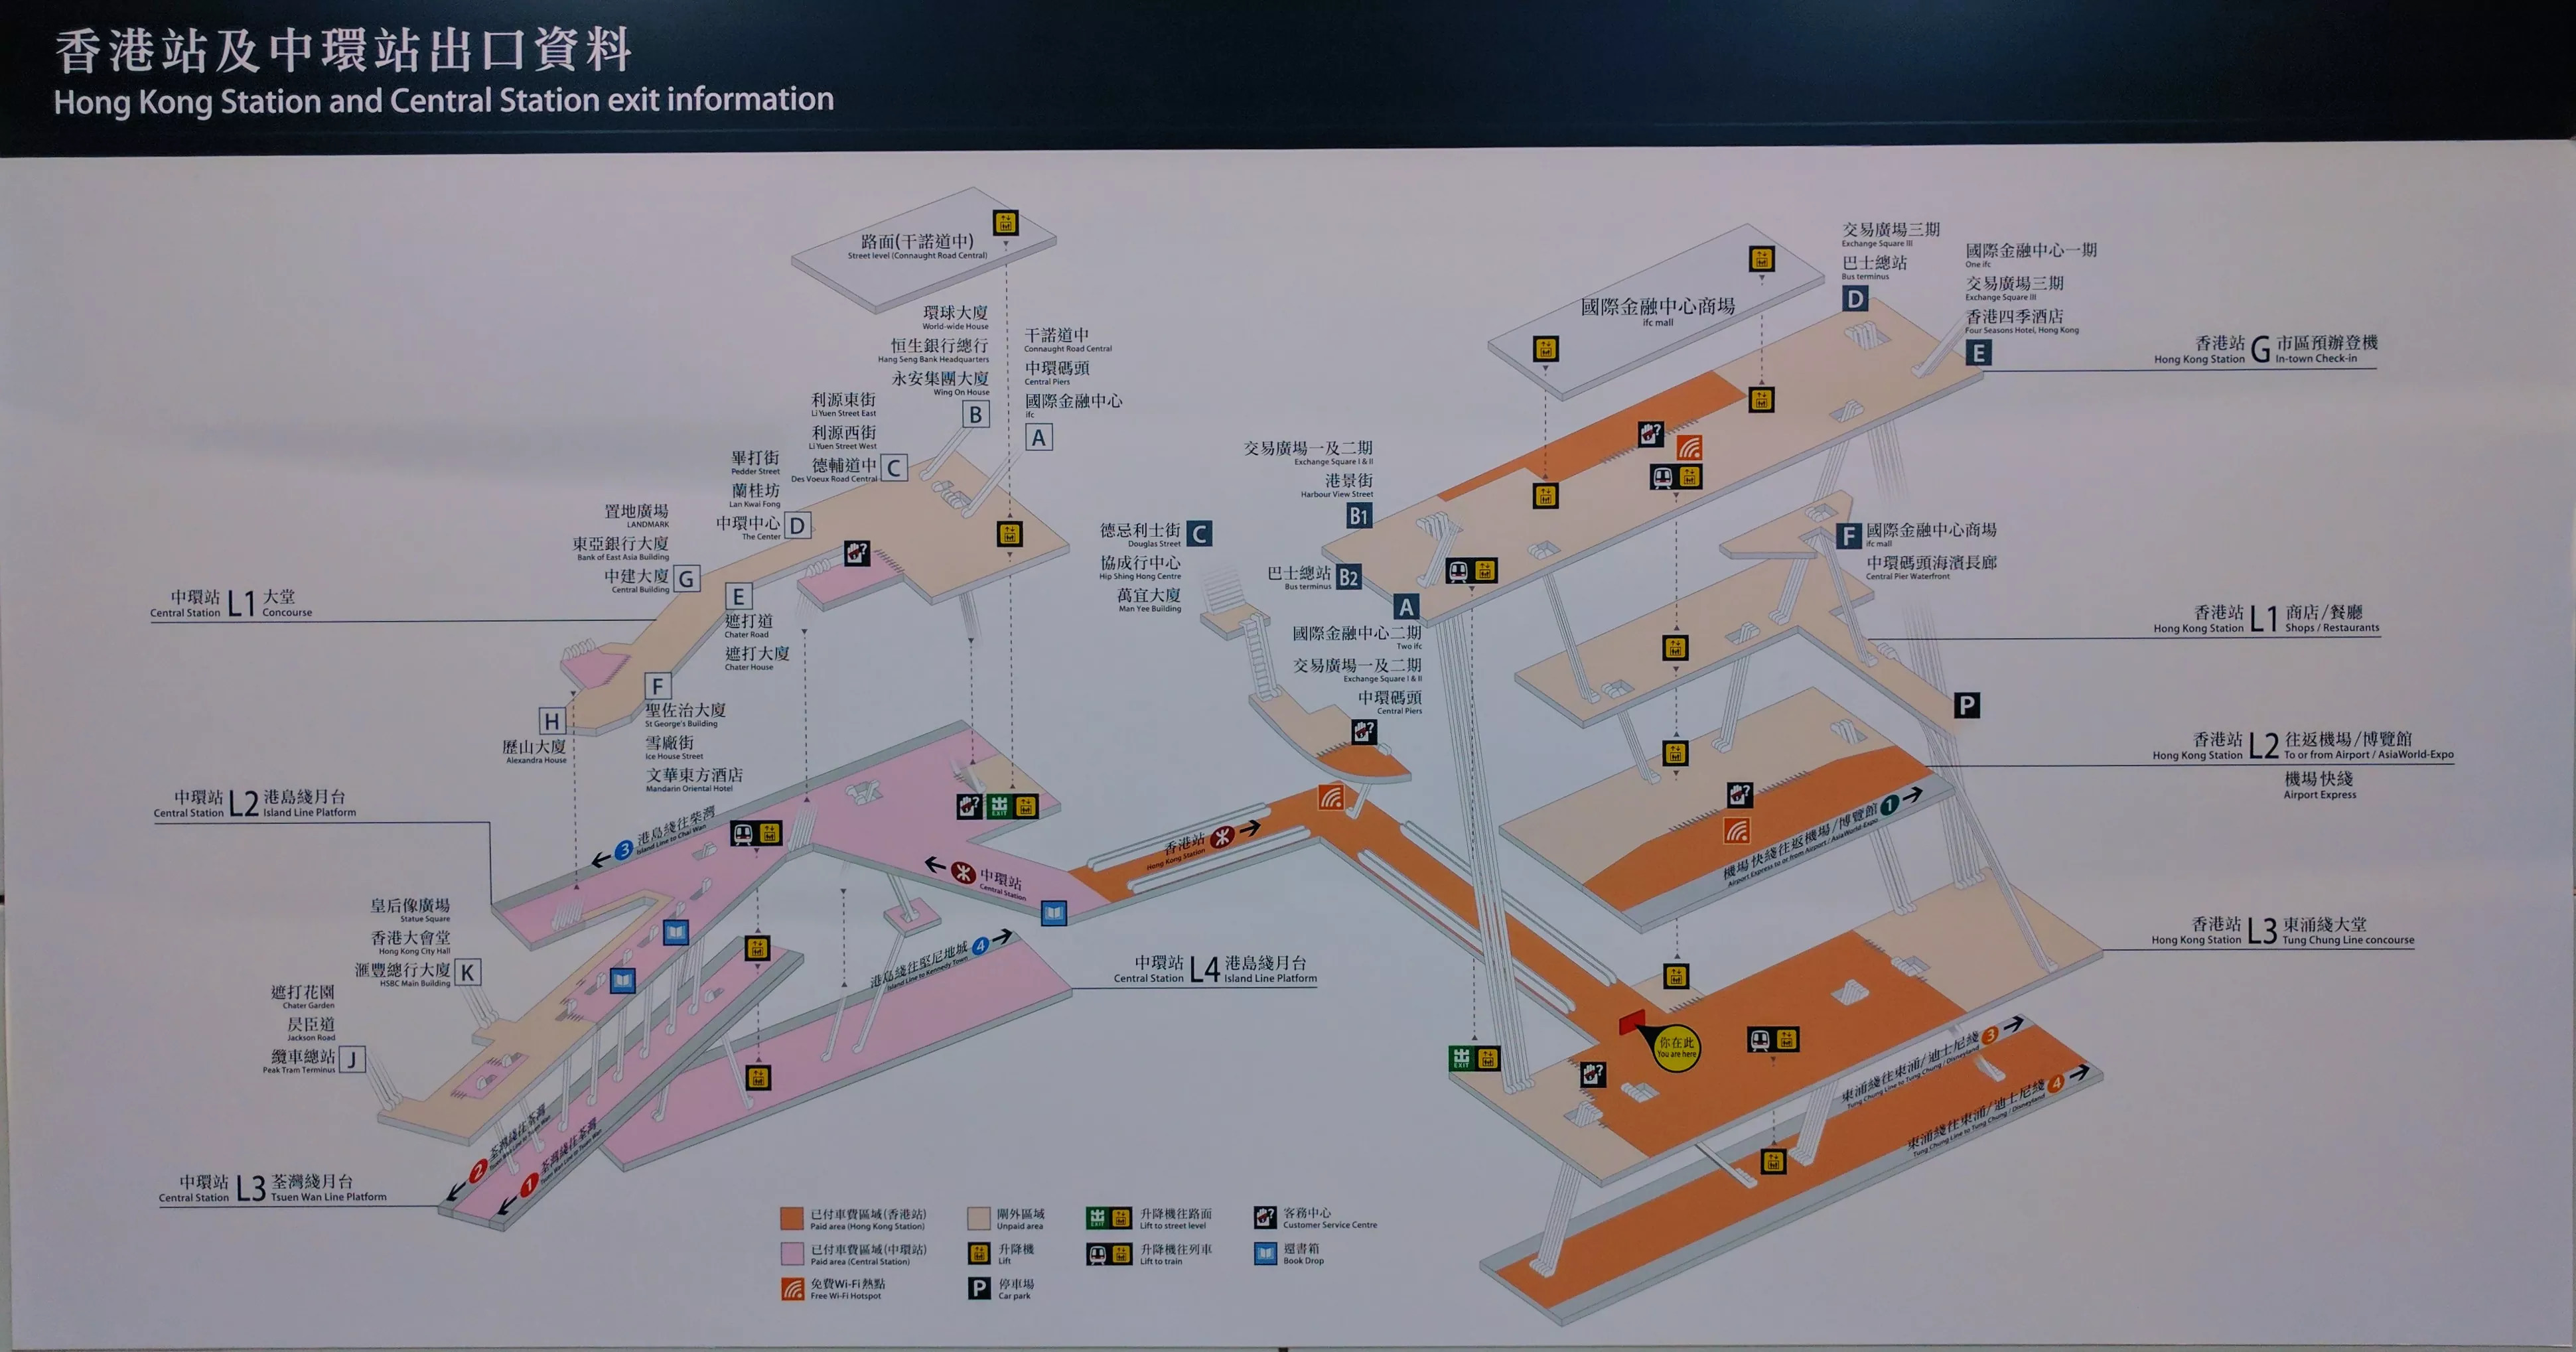 香港站及中環站出口資料
Hong Kong Station and Central Station exit information
路面(干諾道中)
Street level (Connaught Road Central)
環球大廈
World-wide House
恒生銀行總行
Hang Seng Bank Headquarters
永安集團大廈
Wing On House
B
干諾道中
Connaught Road Central
中環碼頭
Central Piers
國際金融中心
ifc
A
利源東街
Li Yuen Street East
利源西街
Li Yuen Street West
德輔道中
Des Voeux Road Central
C
畢打街
Pedder Street
蘭桂坊
Lan Kwai Fong
中環中心
The Center
D
置地廣場
LANDMARK
東亞銀行大廈
Bank of East Asia Building
中建大廈
Central Building
G
E
遮打道
Chater Road
遮打大廈
Chater House
F
聖佐治大廈
St George's Building
雪廠街
Ice House Street
文華東方酒店
Mandarin Oriental Hotel
H
歷山大廈
Alexandra House
中環站 L1 大堂
Central Station Concourse
中環站 L2 港島綫月台
Central Station Island Line Platform
3 港島綫往柴灣
Island Line to Chai Wan
中環站
Central Station
香港站
Hong Kong Station
皇后像廣場
Statue Square
香港大會堂
Hong Kong City Hall
滙豐總行大廈
HSBC Main Building
K
遮打花園
Chater Garden
昃臣道
Jackson Road
纜車總站
Peak Tram Terminus
J
港島綫往堅尼地城 4
Island Line to Kennedy Town
中環站 L4 港島綫月台
Central Station Island Line Platform
2 荃灣綫往荃灣
Tsuen Wan Line to Tsuen Wan
1 荃灣綫往荃灣
Tsuen Wan Line to Tsuen Wan
中環站 L3 荃灣綫月台
Central Station Tsuen Wan Line Platform
國際金融中心商場
ifc mall
交易廣場三期
Exchange Square III
巴士總站
Bus terminus
D
國際金融中心一期
One ifc
交易廣場三期
Exchange Square III
香港四季酒店
Four Seasons Hotel, Hong Kong
E
香港站 G 市區預辦登機
Hong Kong Station In-town Check-in
交易廣場一及二期
Exchange Square I & II
港景街
Harbour View Street
B1
德忌利士街
Douglas Street
C
協成行中心
Hip Shing Hong Centre
萬宜大廈
Man Yee Building
巴士總站
Bus terminus
B2
A
國際金融中心二期
Two ifc
交易廣場一及二期
Exchange Square I & II
中環碼頭
Central Piers
F
國際金融中心商場
ifc mall
中環碼頭海濱長廊
Central Pier Waterfront
香港站 L1 商店/餐廳
Hong Kong Station Shops / Restaurants
P
香港站 L2 往返機場/博覽館
Hong Kong Station To or from Airport / AsiaWorld-Expo
機場快綫
Airport Express
機場快綫往返機場/博覽館 1
Airport Express to or from Airport / AsiaWorld-Expo
香港站 L3 東涌綫大堂
Hong Kong Station Tung Chung Line concourse
你在此
You are here
出
EXIT
出
EXIT
東涌綫往東涌/迪士尼綫 3
Tung Chung Line to Tung Chung / Disneyland
東涌綫往東涌/迪士尼綫 4
Tung Chung Line to Tung Chung / Disneyland
已付車費區域(香港站)
Paid area (Hong Kong Station)
閘外區域
Unpaid area
出
EXIT
升降機往路面
Lift to street level
客務中心
Customer Service Centre
已付車費區域(中環站)
Paid area (Central Station)
升降機
Lift
升降機往列車
Lift to train
還書箱
Book Drop
免費Wi-Fi熱點
Free Wi-Fi Hotspot
P
停車場
Car park